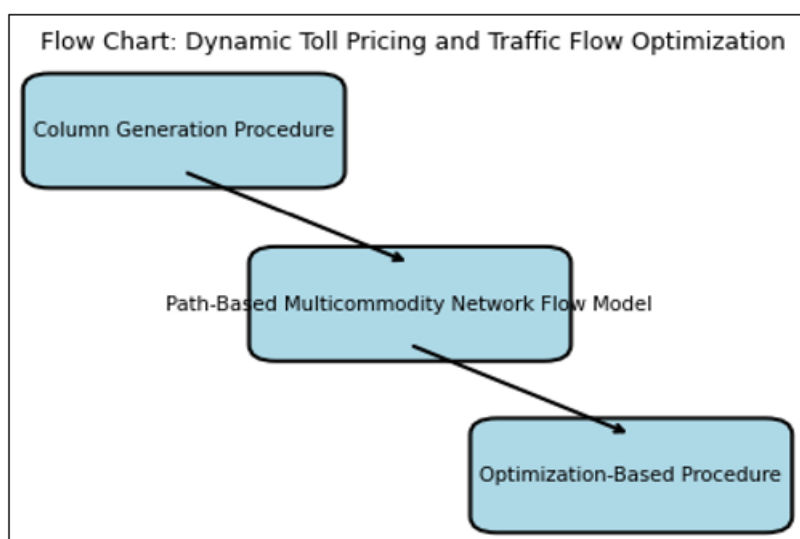 Flow Chart: Dynamic Toll Pricing and Traffic Flow Optimization
Column Generation Procedure
Path-Based Multicommodity Network Flow Model
Optimization-Based Procedure